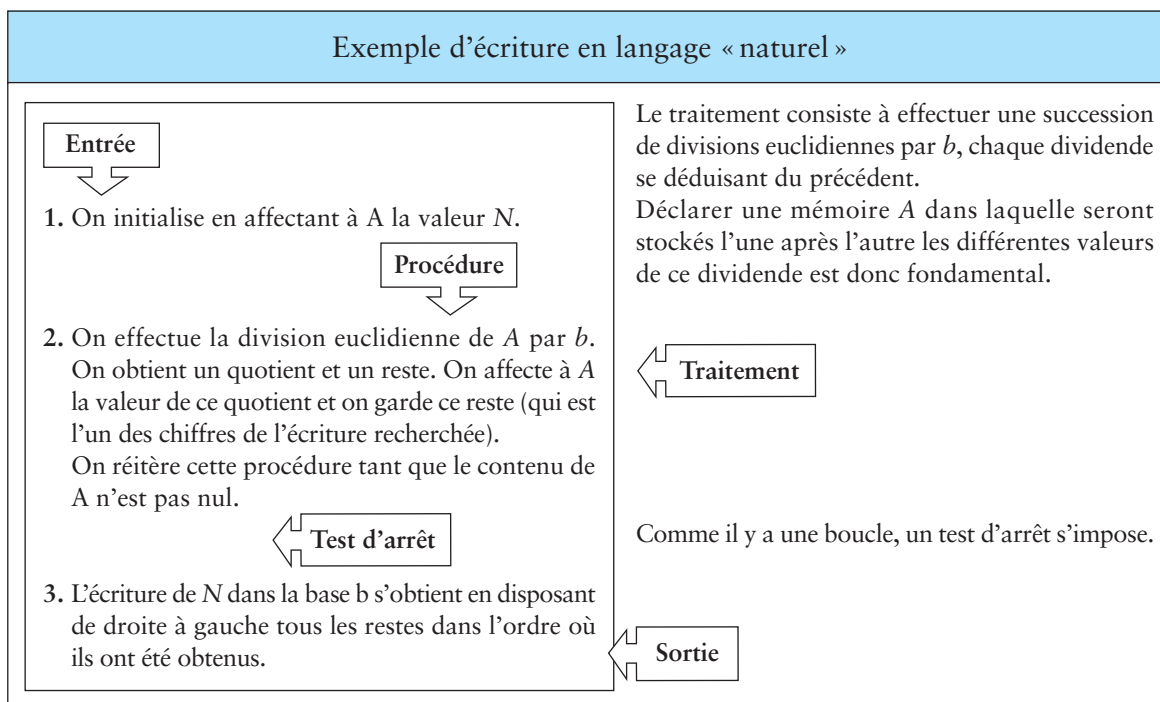 Exemple d'écriture en langage « naturel »
Entrée
1. On initialise en affectant à A la valeur N.
Procédure
2. On effectue la division euclidienne de A par b.
On obtient un quotient et un reste. On affecte à A
la valeur de ce quotient et on garde ce reste (qui est
l'un des chiffres de l'écriture recherchée).
On réitère cette procédure tant que le contenu de
A n'est pas nul.
Test d'arrêt
3. L'écriture de N dans la base b s'obtient en disposant
de droite à gauche tous les restes dans l'ordre où
ils ont été obtenus.
Le traitement consiste à effectuer une succession
de divisions euclidiennes par b, chaque dividende
se déduisant du précédent.
Déclarer une mémoire A dans laquelle seront
stockés l'une après l'autre les différentes valeurs
de ce dividende est donc fondamental.
Traitement
Comme il y a une boucle, un test d'arrêt s'impose.
Sortie